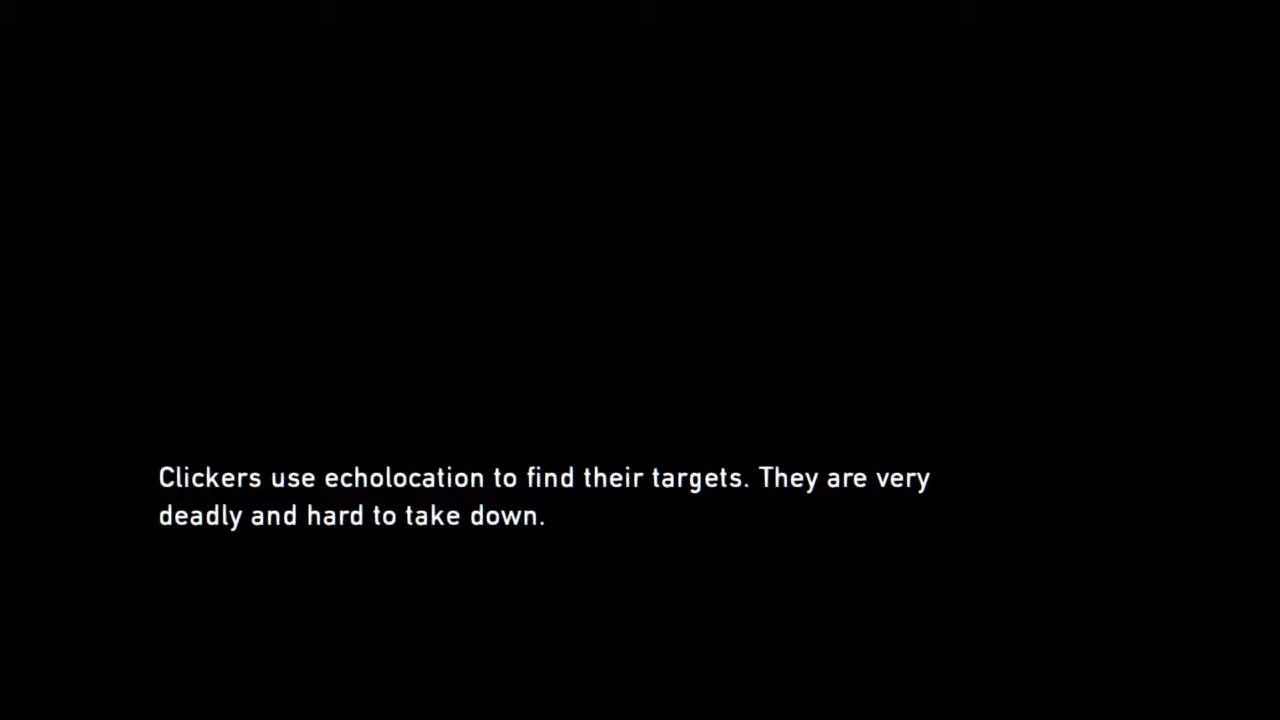 Clickers use echolocation to find their targets. They are very
deadly and hard to take down.